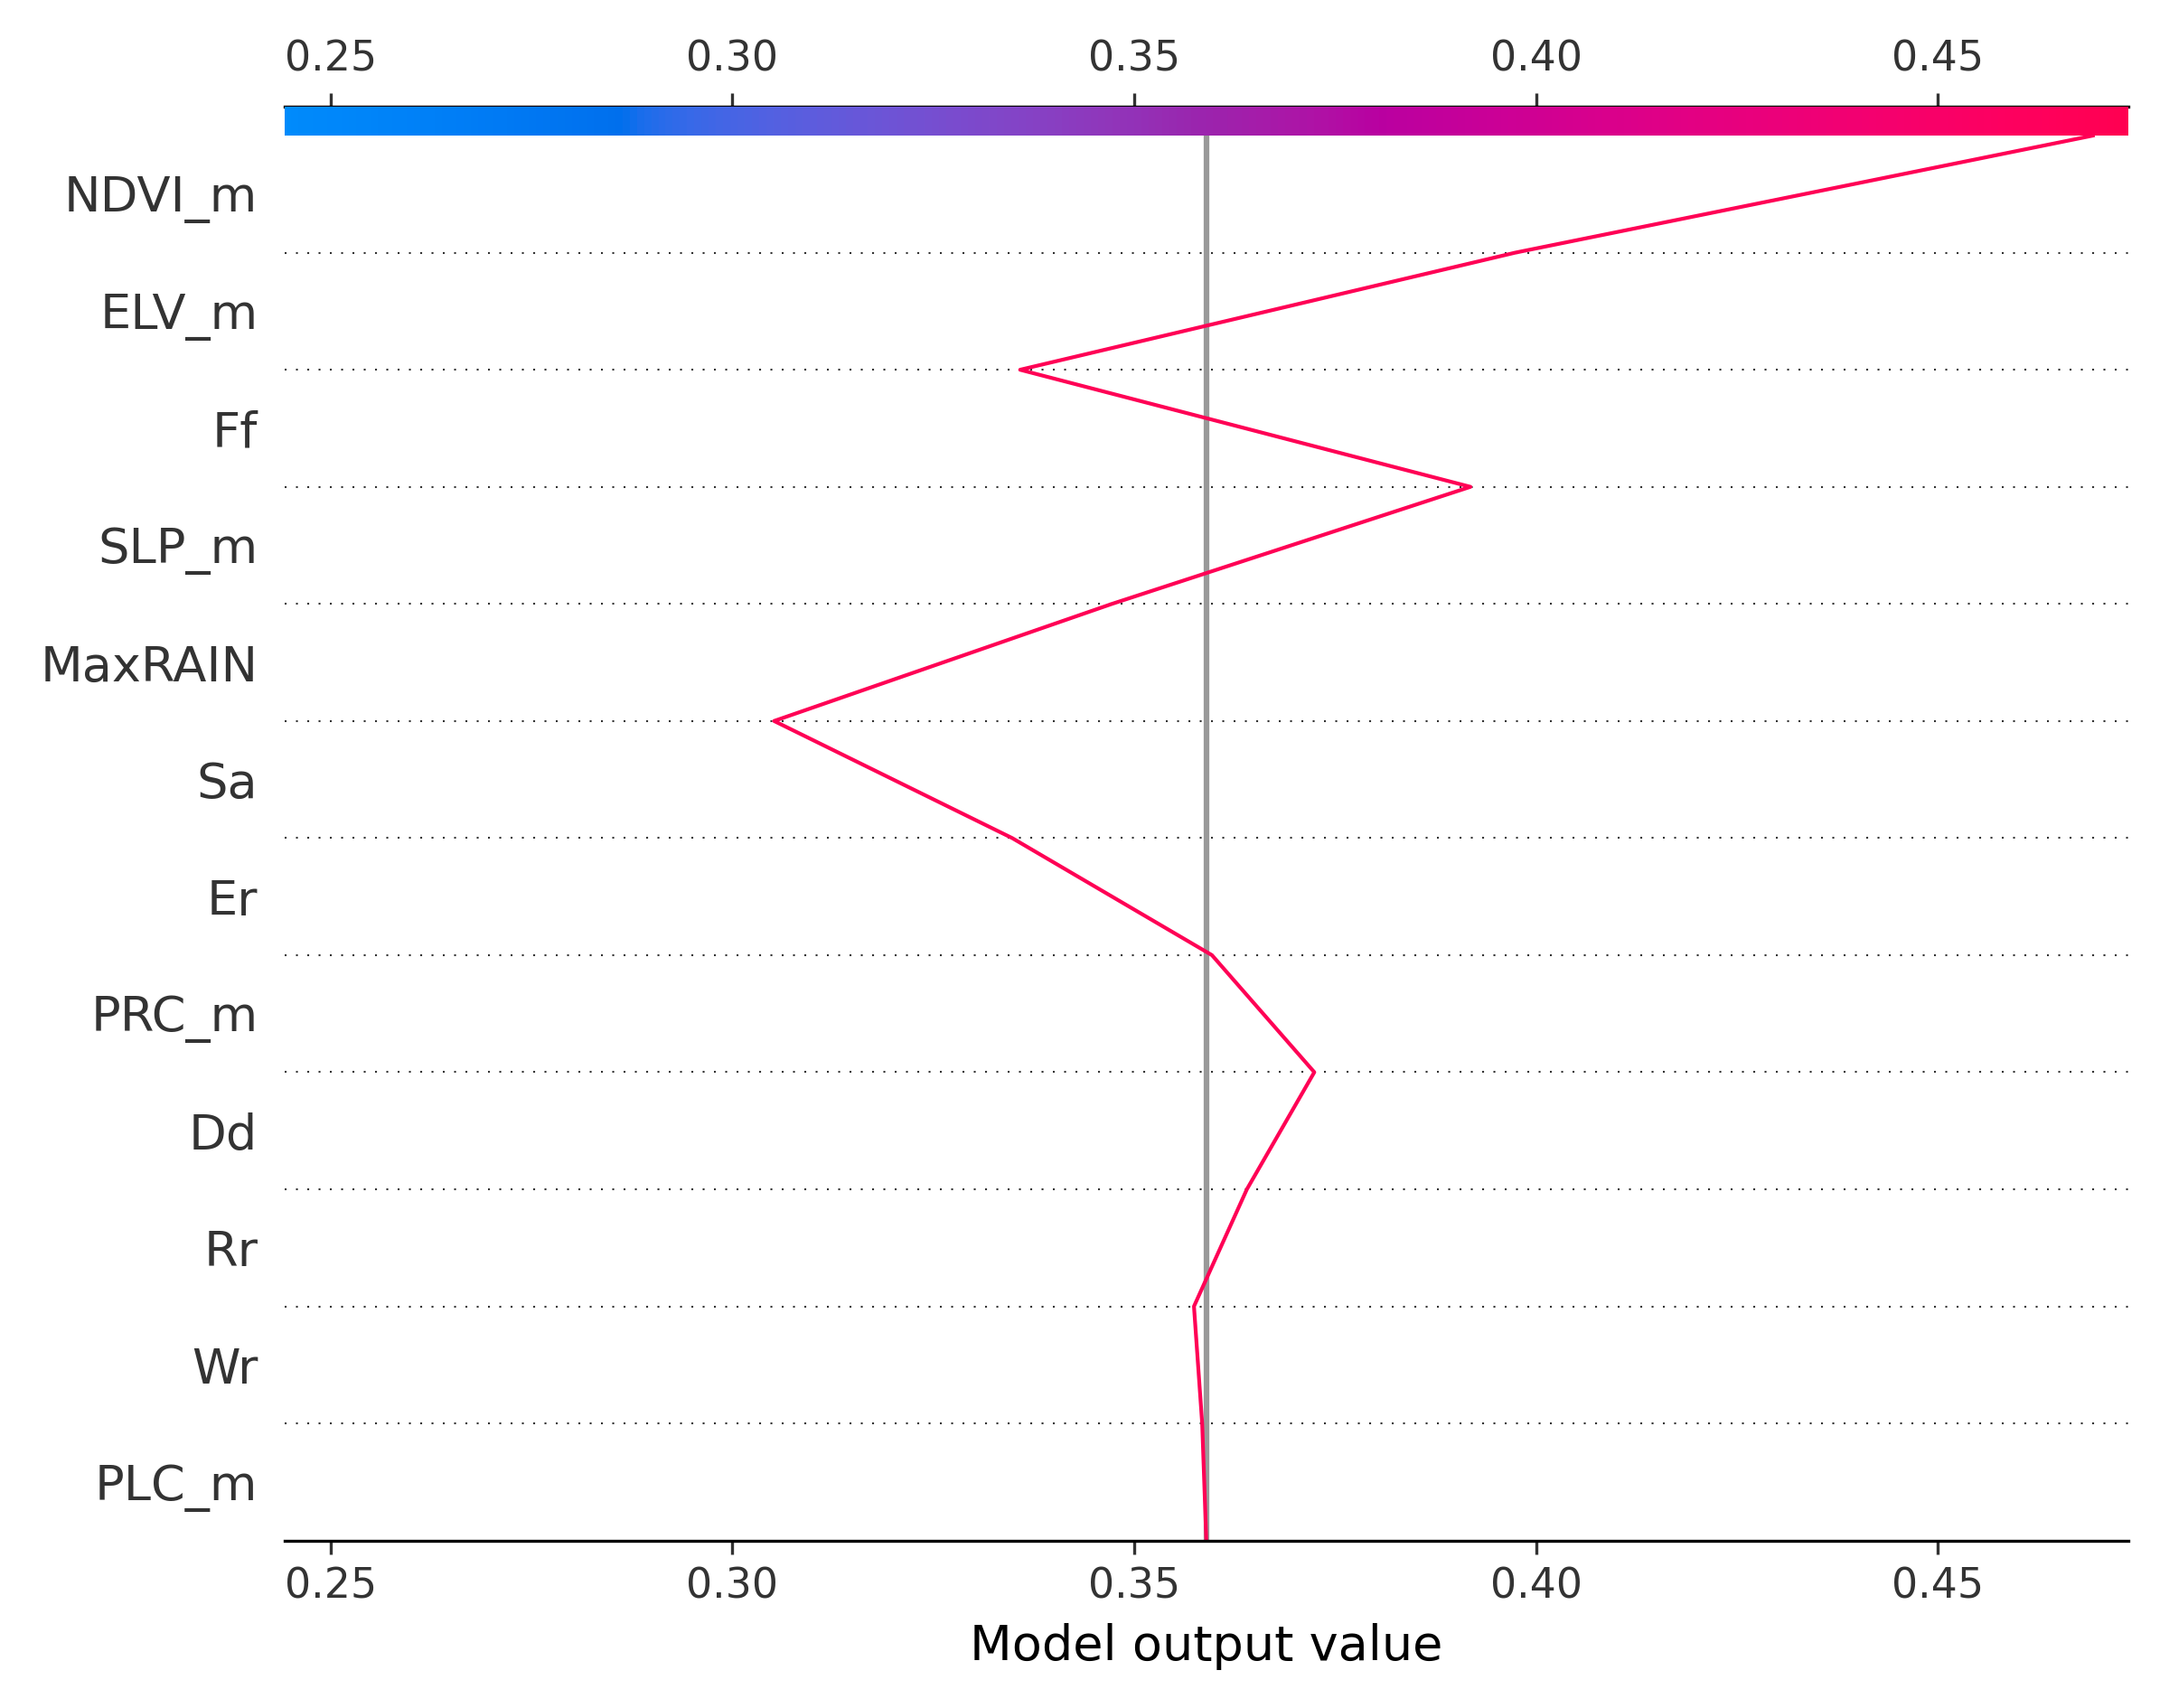 0.25 0.30 0.35 0.40 0.45
NDVI_m
ELV_m
Ff
SLP_m
MaxRAIN
Sa
Er
PRC_m
Dd
Rr
Wr
PLC_m
0.25 0.30 0.35 0.40 0.45
Model output value